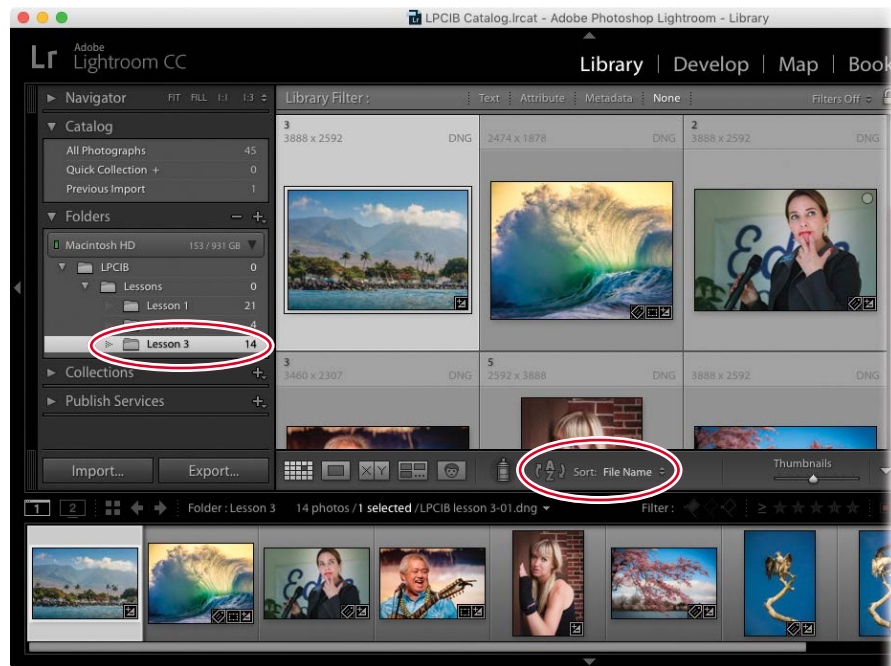 LPCIB Catalog.lrcat - Adobe Photoshop Lightroom - Library
Lr Adobe Lightroom CC
Library | Develop | Map | Book
Navigator FIT FILL 1:1 1:3
Library Filter : Text Attribute Metadata None Filters Off
Catalog
All Photographs 45
Quick Collection + 0
Previous Import 1
Folders
Macintosh HD 153 / 931 GB
LPCIB 0
Lessons 0
Lesson 1 21
4
Lesson 3 14
Collections
Publish Services
Import... Export...
3
3888 x 2592 DNG
2474 x 1878 DNG
2
3888 x 2592 DNG
3
3460 x 2307 DNG
5
2592 x 3888 DNG
3888 x 2592 DNG
XY
A Z Sort: File Name
Thumbnails
1 2 Folder : Lesson 3 14 photos / 1 selected / LPCIB lesson 3-01.dng Filter : ≥